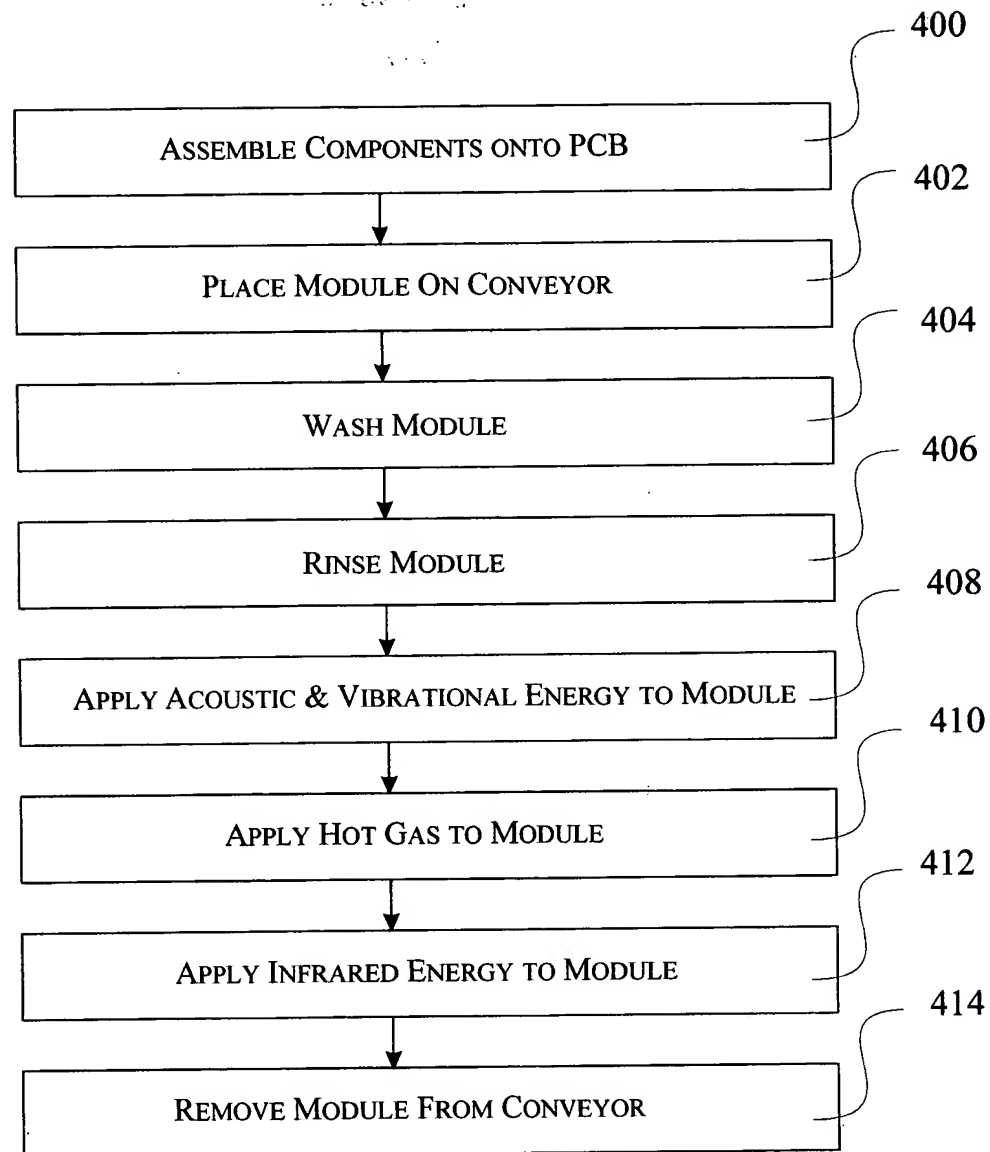 400
ASSEMBLE COMPONENTS ONTO PCB
402
PLACE MODULE ON CONVEYOR
404
WASH MODULE
406
RINSE MODULE
408
APPLY ACOUSTIC & VIBRATIONAL ENERGY TO MODULE
410
APPLY HOT GAS TO MODULE
412
APPLY INFRARED ENERGY TO MODULE
414
REMOVE MODULE FROM CONVEYOR